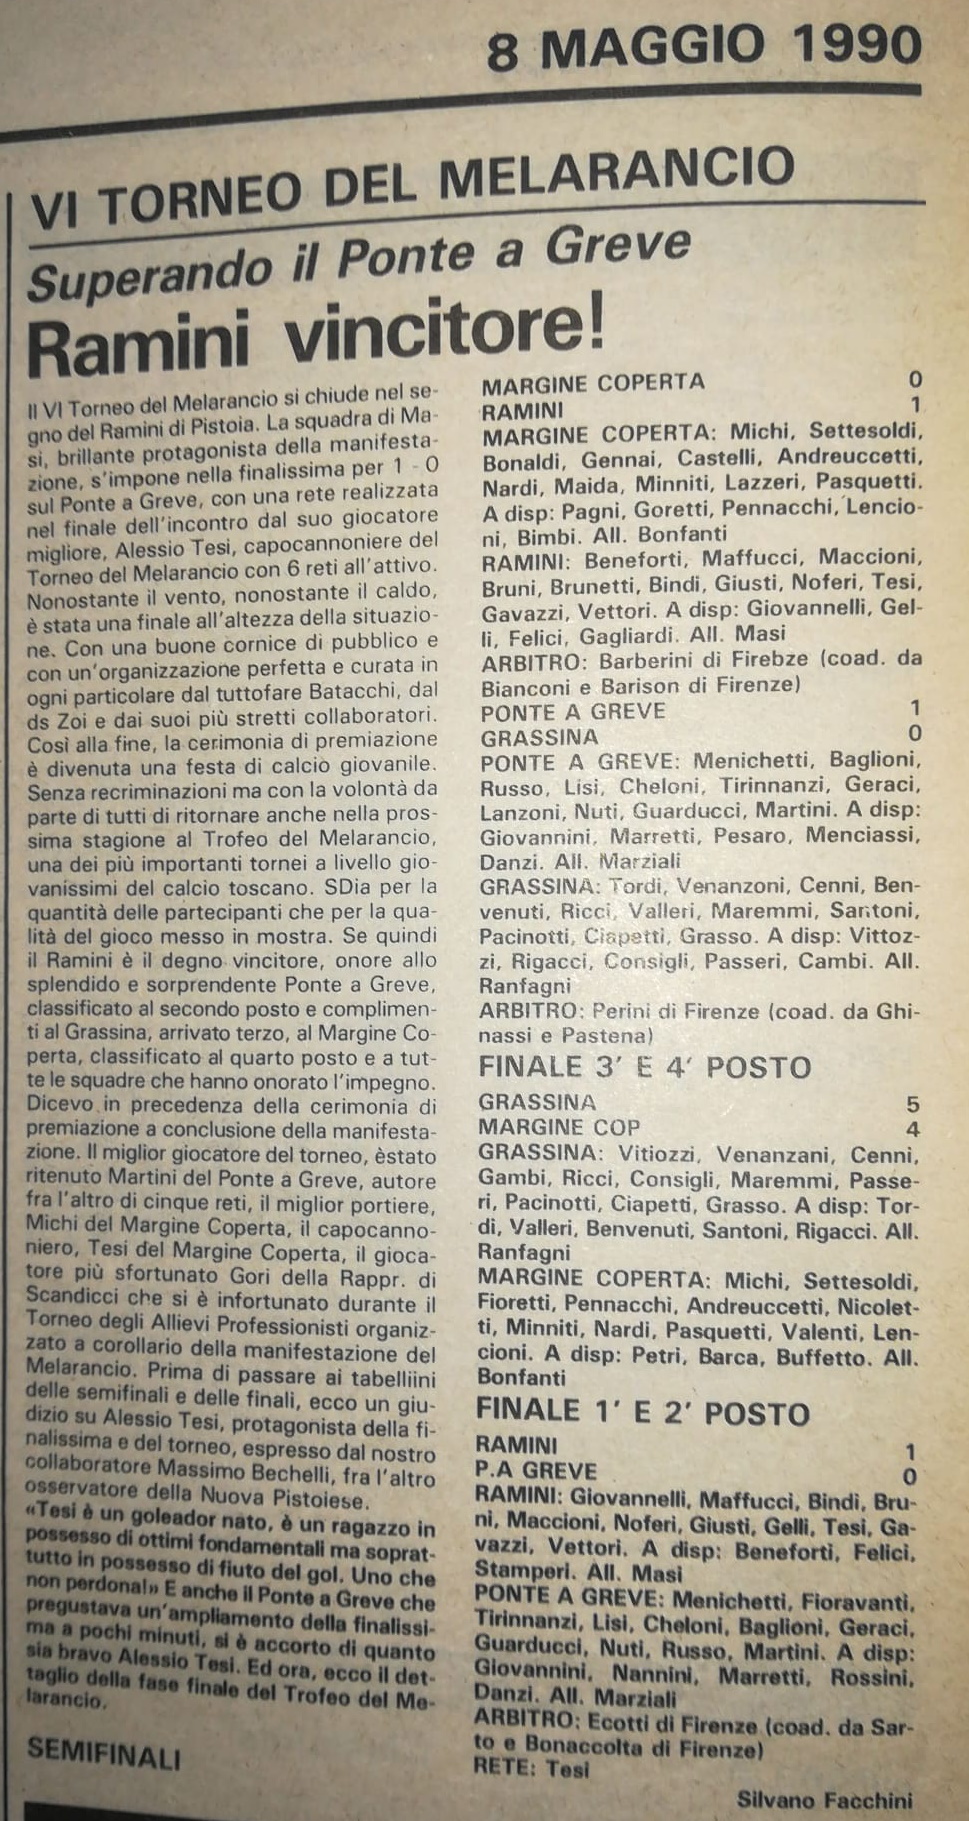 8 MAGGIO 1990
VI TORNEO DEL MELARANCIO
Superando il Ponte a Greve
Ramini vincitore!
Il VI Torneo del Melarancio si chiude nel se-
gno del Ramini di Pistoia. La squadra di Ma-
si, brillante protagonista della manifesta-
zione, s'impone nella finalissima per 1 - 0
sul Ponte a Greve, con una rete realizzata
nel finale dell'incontro dal suo giocatore
migliore, Alessio Tesi, capocannoniere del
Torneo del Melarancio con 6 reti all'attivo.
Nonostante il vento, nonostante il caldo,
è stata una finale all'altezza della situazio-
ne. Con una buone cornice di pubblico e
con un'organizzazione perfetta e curata in
ogni particolare dal tuttofare Batacchi, dal
ds Zoi e dai suoi più stretti collaboratori.
Così alla fine, la cerimonia di premiazione
è divenuta una festa di calcio giovanile.
Senza recriminazioni ma con la volontà da
parte di tutti di ritornare anche nella pros-
sima stagione al Trofeo del Melarancio,
una dei più importanti tornei a livello gio-
vanissimi del calcio toscano. SDia per la
quantità delle partecipanti che per la qua-
lità del gioco messo in mostra. Se quindi
il Ramini è il degno vincitore, onore allo
splendido e sorprendente Ponte a Greve,
classificato al secondo posto e complimen-
ti al Grassina, arrivato terzo, al Margine Co-
perta, classificato al quarto posto e a tut-
te le squadre che hanno onorato l'impegno.
Dicevo in precedenza della cerimonia di
premiazione a conclusione della manifesta-
zione. Il miglior giocatore del torneo, èstato
ritenuto Martini del Ponte a Greve, autore
fra l'altro di cinque reti, il miglior portiere,
Michi del Margine Coperta, il capocanno-
niero, Tesi del Margine Coperta, il gioca-
tore più sfortunato Gori della Rappr. di
Scandicci che si è infortunato durante il
Torneo degli Allievi Professionisti organiz-
zato a corollario della manifestazione del
Melarancio. Prima di passare ai tabelliini
delle semifinali e delle finali, ecco un giu-
dizio su Alessio Tesi, protagonista della fi-
nalissima e del torneo, espresso dal nostro
collaboratore Massimo Bechelli, fra l'altro
osservatore della Nuova Pistoiese.
«Tesi è un goleador nato, è un ragazzo in
possesso di ottimi fondamentali ma soprat-
tutto in possesso di fiuto del gol. Uno che
non perdona!» E anche il Ponte a Greve che
pregustava un'ampliamento della finalissi-
ma a pochi minuti, si è accorto di quanto
sia bravo Alessio Tesi. Ed ora, ecco il det-
taglio della fase finale del Trofeo del Me-
larancio.
SEMIFINALI
MARGINE COPERTA 0
RAMINI 1
MARGINE COPERTA: Michi, Settesoldi,
Bonaldi, Gennai, Castelli, Andreuccetti,
Nardi, Maida, Minniti, Lazzeri, Pasquetti.
A disp: Pagni, Goretti, Pennacchi, Lencio-
ni, Bimbi. All. Bonfanti
RAMINI: Beneforti, Maffucci, Maccioni,
Bruni, Brunetti, Bindi, Giusti, Noferi, Tesi,
Gavazzi, Vettori. A disp: Giovannelli, Gel-
li, Felici, Gagliardi. All. Masi
ARBITRO: Barberini di Firebze (coad. da
Bianconi e Barison di Firenze)
PONTE A GREVE 1
GRASSINA 0
PONTE A GREVE: Menichetti, Baglioni,
Russo, Lisi, Cheloni, Tirinnanzi, Geraci,
Lanzoni, Nuti, Guarducci, Martini. A disp:
Giovannini, Marretti, Pesaro, Menciassi,
Danzi. All. Marziali
GRASSINA: Tordi, Venanzoni, Cenni, Ben-
venuti, Ricci, Valleri, Maremmi, Santoni,
Pacinotti, Ciapetti, Grasso. A disp: Vittoz-
zi, Rigacci, Consigli, Passeri, Cambi. All.
Ranfagni
ARBITRO: Perini di Firenze (coad. da Ghi-
nassi e Pastena)
FINALE 3' E 4' POSTO
GRASSINA 5
MARGINE COP 4
GRASSINA: Vitiozzi, Venanzani, Cenni,
Gambi, Ricci, Consigli, Maremmi, Passe-
ri, Pacinotti, Ciapetti, Grasso. A disp: Tor-
di, Valleri, Benvenuti, Santoni, Rigacci. All.
Ranfagni
MARGINE COPERTA: Michi, Settesoldi,
Fioretti, Pennacchi, Andreuccetti, Nicolet-
ti, Minniti, Nardi, Pasquetti, Valenti, Len-
cioni. A disp: Petri, Barca, Buffetto. All.
Bonfanti
FINALE 1' E 2' POSTO
RAMINI 1
P.A GREVE 0
RAMINI: Giovannelli, Maffucci, Bindi, Bru-
ni, Maccioni, Noferi, Giusti, Gelli, Tesi, Ga-
vazzi, Vettori. A disp: Beneforti, Felici,
Stamperi. All. Masi
PONTE A GREVE: Menichetti, Fioravanti,
Tirinnanzi, Lisi, Cheloni, Baglioni, Geraci,
Guarducci, Nuti, Russo, Martini. A disp:
Giovannini, Nannini, Marretti, Rossini,
Danzi. All. Marziali
ARBITRO: Ecotti di Firenze (coad. da Sar-
to e Bonaccolta di Firenze)
RETE: Tesi
Silvano Facchini